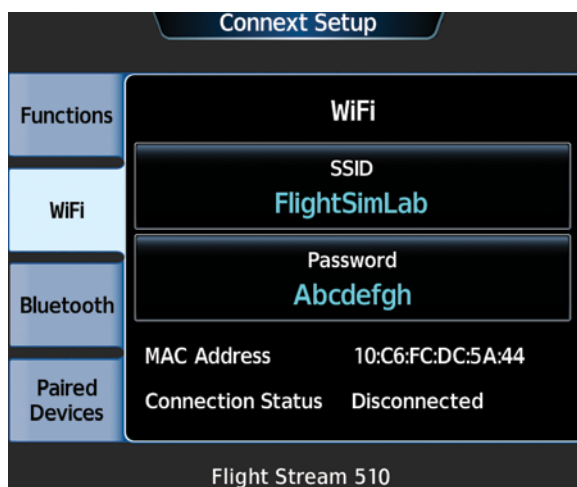 Connext Setup
Functions
WiFi
Bluetooth
Paired
Devices
WiFi
SSID
FlightSimLab
Password
Abcdefgh
MAC Address 10:C6:FC:DC:5A:44
Connection Status Disconnected
Flight Stream 510